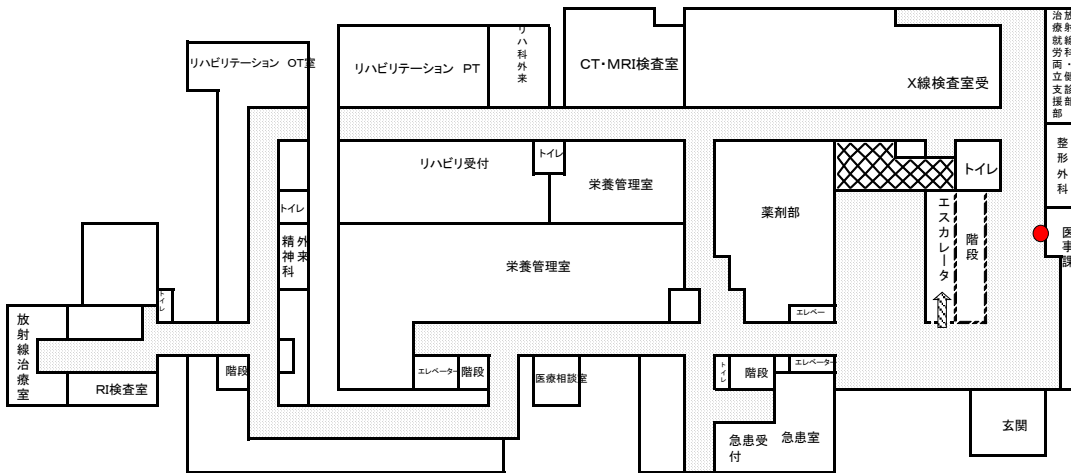 リハビリテーション OT室
リハビリテーション PT
リハ科外来
CT・MRI検査室
X線検査室受
放射線科・健診部
治療就労両立支援部
リハビリ受付
トイレ
栄養管理室
薬剤部
トイレ
整形外科
トイレ
外来
精神科
栄養管理室
エスカレータ
階段
医事課
トイレ
エレベー
放射線治療室
RI検査室
階段
エレベーター
階段
医療相談室
トイレ
階段
エレベーター
急患受付
急患室
玄関